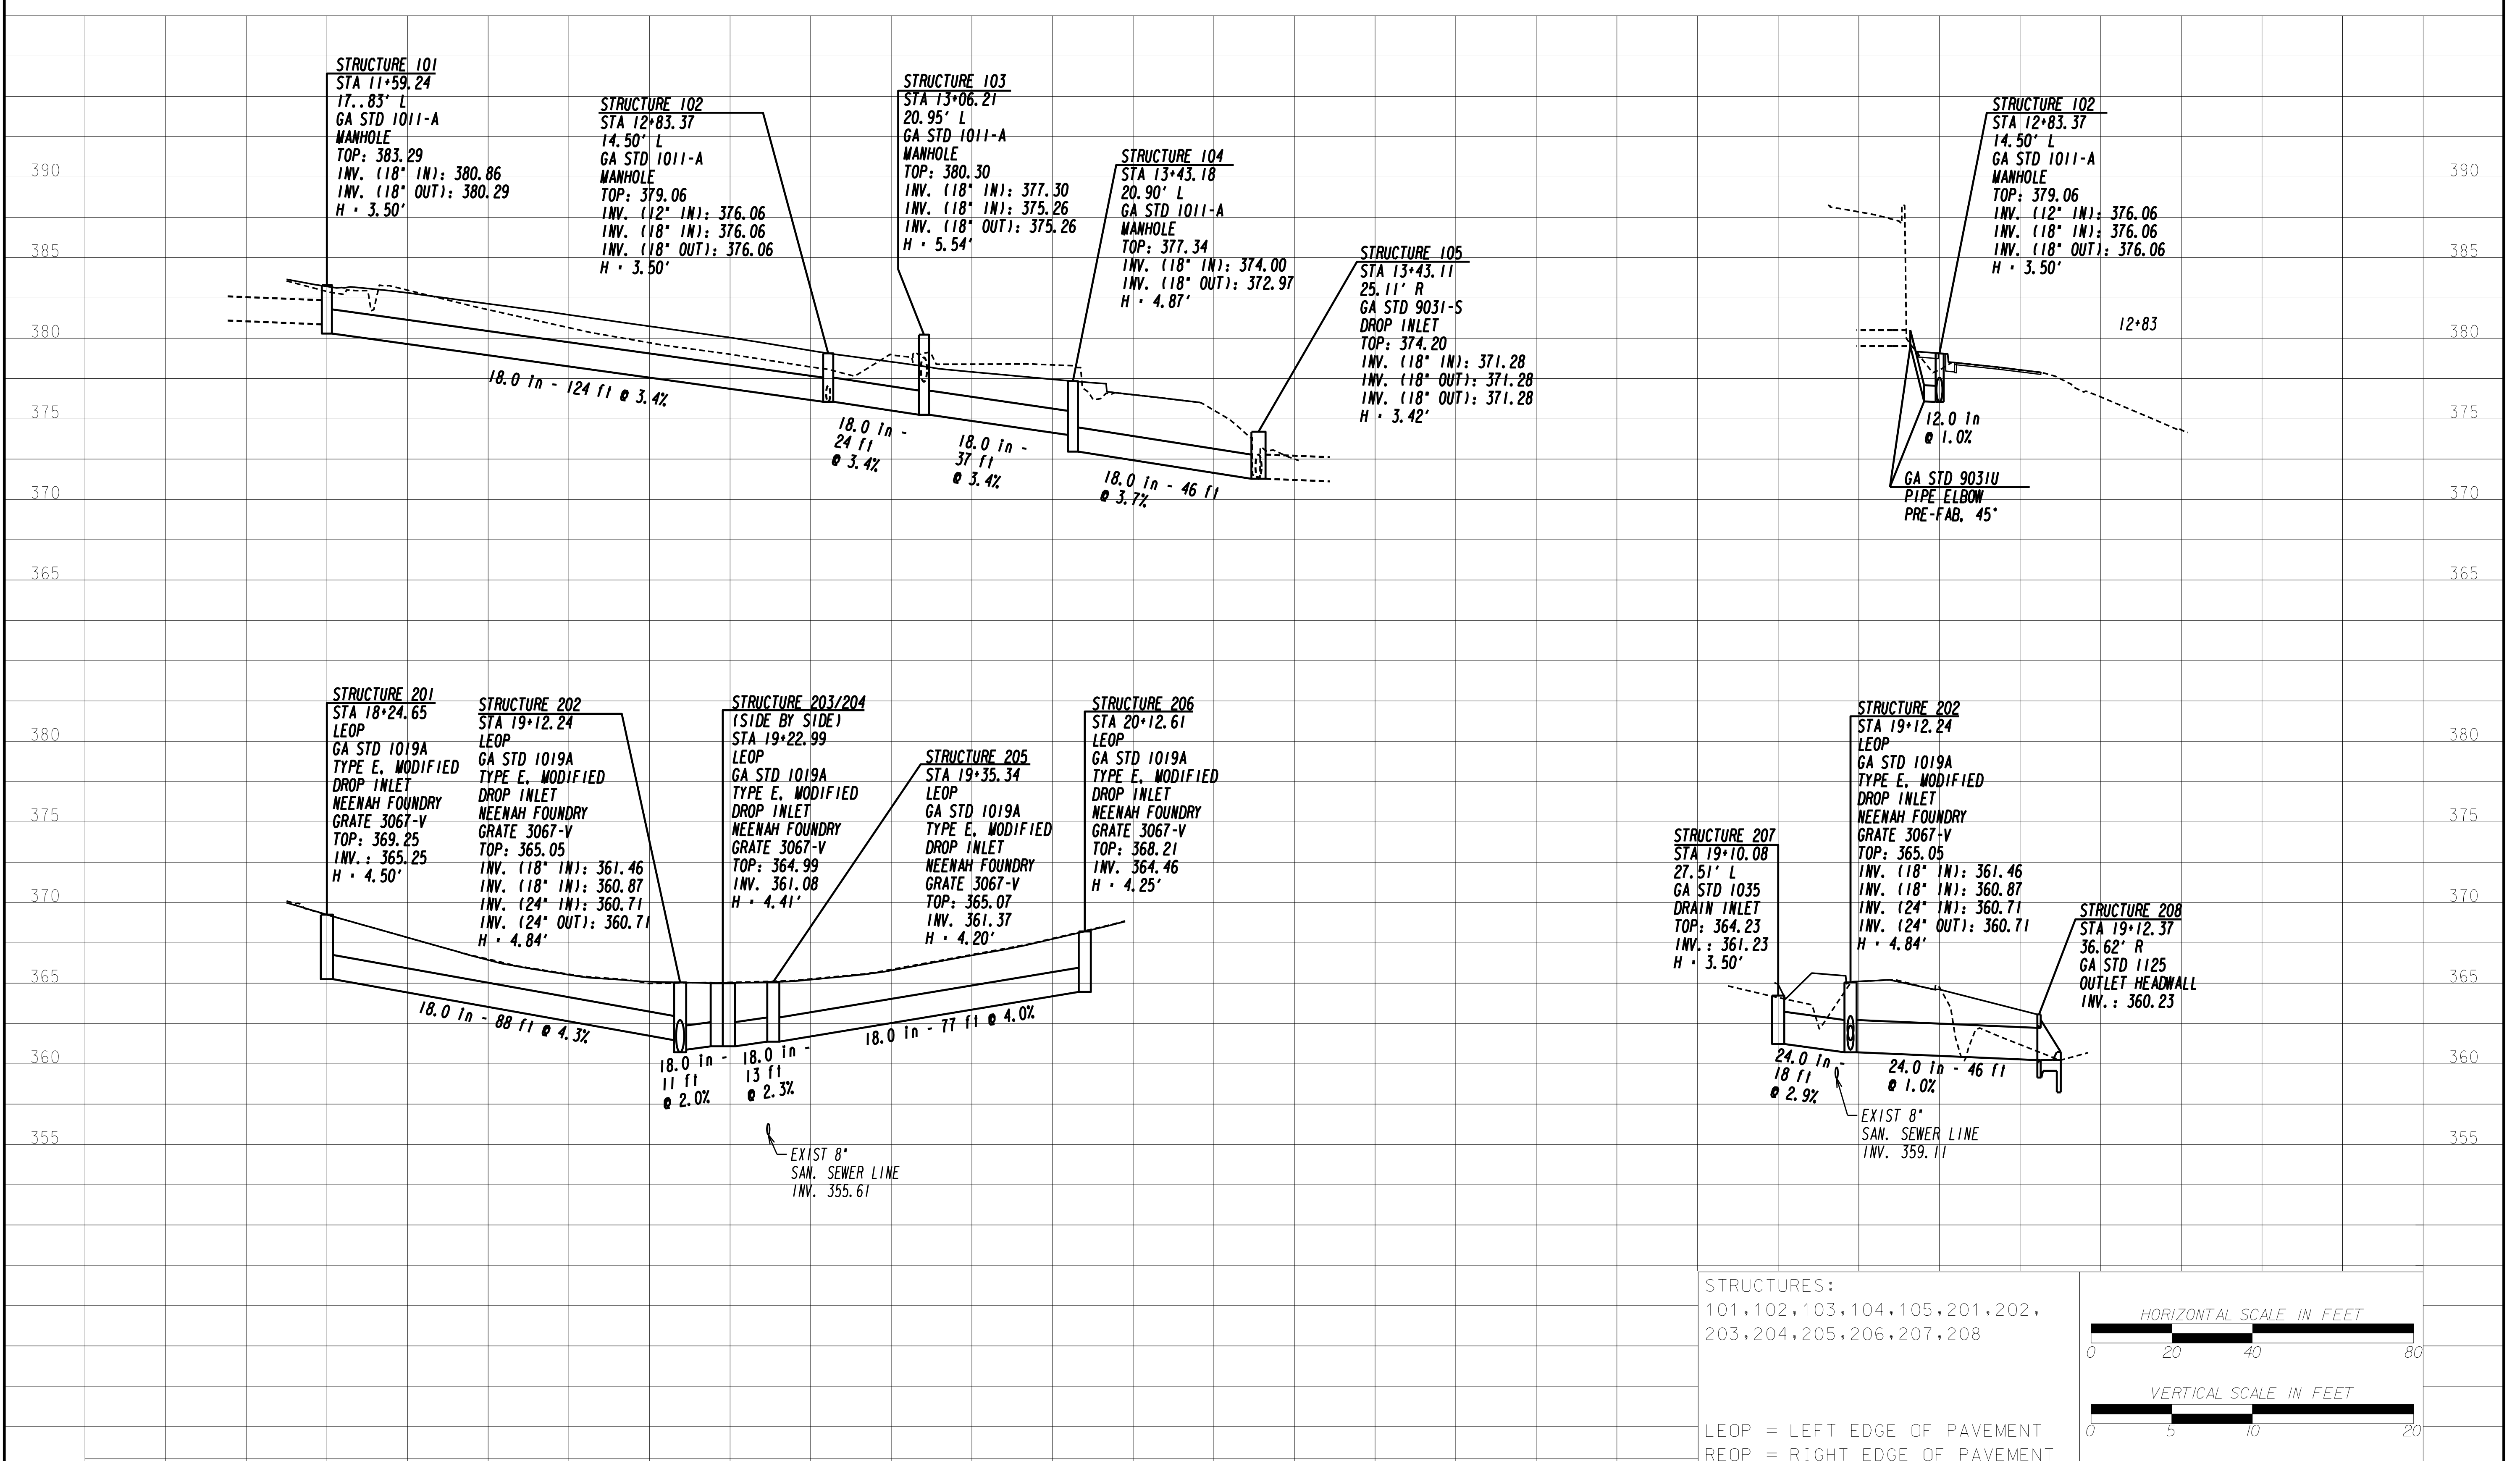 STRUCTURE 101
STA 11+59.24
17..83' L
GA STD 1011-A
MANHOLE
TOP: 383.29
INV. (18" IN): 380.86
INV. (18" OUT): 380.29
H = 3.50'
STRUCTURE 102
STA 12+83.37
14.50' L
GA STD 1011-A
MANHOLE
TOP: 379.06
INV. (12" IN): 376.06
INV. (18" IN): 376.06
INV. (18" OUT): 376.06
H = 3.50'
STRUCTURE 103
STA 13+06.21
20.95' L
GA STD 1011-A
MANHOLE
TOP: 380.30
INV. (18" IN): 377.30
INV. (18" IN): 375.26
INV. (18" OUT): 375.26
H = 5.54'
STRUCTURE 104
STA 13+43.18
20.90' L
GA STD 1011-A
MANHOLE
TOP: 377.34
INV. (18" IN): 374.00
INV. (18" OUT): 372.97
H = 4.87'
STRUCTURE 105
STA 13+43.11
25.11' R
GA STD 9031-S
DROP INLET
TOP: 374.20
INV. (18" IN): 371.28
INV. (18" OUT): 371.28
INV. (18" OUT): 371.28
H = 3.42'
STRUCTURE 102
STA 12+83.37
14.50' L
GA STD 1011-A
MANHOLE
TOP: 379.06
INV. (12" IN): 376.06
INV. (18" IN): 376.06
INV. (18" OUT): 376.06
H = 3.50'
12+83
390
385
380
375
370
365
390
385
380
375
370
365
18.0 in - 124 ft @ 3.4%
18.0 in -
24 ft
@ 3.4%
18.0 in -
37 ft
@ 3.4%
18.0 in - 46 ft
@ 3.7%
12.0 in
@ 1.0%
GA STD 9031U
PIPE ELBOW
PRE-FAB, 45°
STRUCTURE 201
STA 18+24.65
LEOP
GA STD 1019A
TYPE E, MODIFIED
DROP INLET
NEENAH FOUNDRY
GRATE 3067-V
TOP: 369.25
INV.: 365.25
H = 4.50'
STRUCTURE 202
STA 19+12.24
LEOP
GA STD 1019A
TYPE E, MODIFIED
DROP INLET
NEENAH FOUNDRY
GRATE 3067-V
TOP: 365.05
INV. (18" IN): 361.46
INV. (18" IN): 360.87
INV. (24" IN): 360.71
INV. (24" OUT): 360.71
H = 4.84'
STRUCTURE 203/204
(SIDE BY SIDE)
STA 19+22.99
LEOP
GA STD 1019A
TYPE E, MODIFIED
DROP INLET
NEENAH FOUNDRY
GRATE 3067-V
TOP: 364.99
INV. 361.08
H = 4.41'
STRUCTURE 205
STA 19+35.34
LEOP
GA STD 1019A
TYPE E, MODIFIED
DROP INLET
NEENAH FOUNDRY
GRATE 3067-V
TOP: 365.07
INV. 361.37
H = 4.20'
STRUCTURE 206
STA 20+12.61
LEOP
GA STD 1019A
TYPE E, MODIFIED
DROP INLET
NEENAH FOUNDRY
GRATE 3067-V
TOP: 368.21
INV. 364.46
H = 4.25'
STRUCTURE 207
STA 19+10.08
27.51' L
GA STD 1035
DRAIN INLET
TOP: 364.23
INV.: 361.23
H = 3.50'
STRUCTURE 202
STA 19+12.24
LEOP
GA STD 1019A
TYPE E, MODIFIED
DROP INLET
NEENAH FOUNDRY
GRATE 3067-V
TOP: 365.05
INV. (18" IN): 361.46
INV. (18" IN): 360.87
INV. (24" IN): 360.71
INV. (24" OUT): 360.71
H = 4.84'
STRUCTURE 208
STA 19+12.37
36.62' R
GA STD 1125
OUTLET HEADWALL
INV.: 360.23
380
375
370
365
360
355
380
375
370
365
360
355
18.0 in - 88 ft @ 4.3%
18.0 in -
11 ft
@ 2.0%
18.0 in -
13 ft
@ 2.3%
18.0 in - 77 ft @ 4.0%
EXIST 8"
SAN. SEWER LINE
INV. 355.61
24.0 in -
18 ft
@ 2.9%
24.0 in - 46 ft
@ 1.0%
EXIST 8"
SAN. SEWER LINE
INV. 359.11
STRUCTURES:
101,102,103,104,105,201,202,
203,204,205,206,207,208
LEOP = LEFT EDGE OF PAVEMENT
REOP = RIGHT EDGE OF PAVEMENT
HORIZONTAL SCALE IN FEET
0 20 40 80
VERTICAL SCALE IN FEET
0 5 10 20